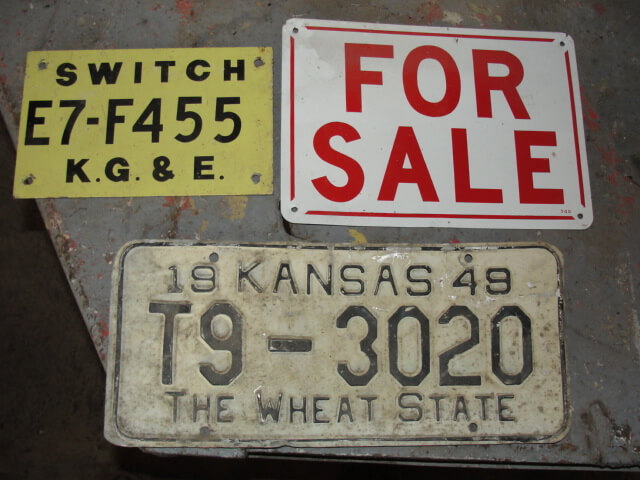 SWITCH
E7-F455
K.G. & E.
FOR
SALE
19 KANSAS 49
T9-3020
THE WHEAT STATE